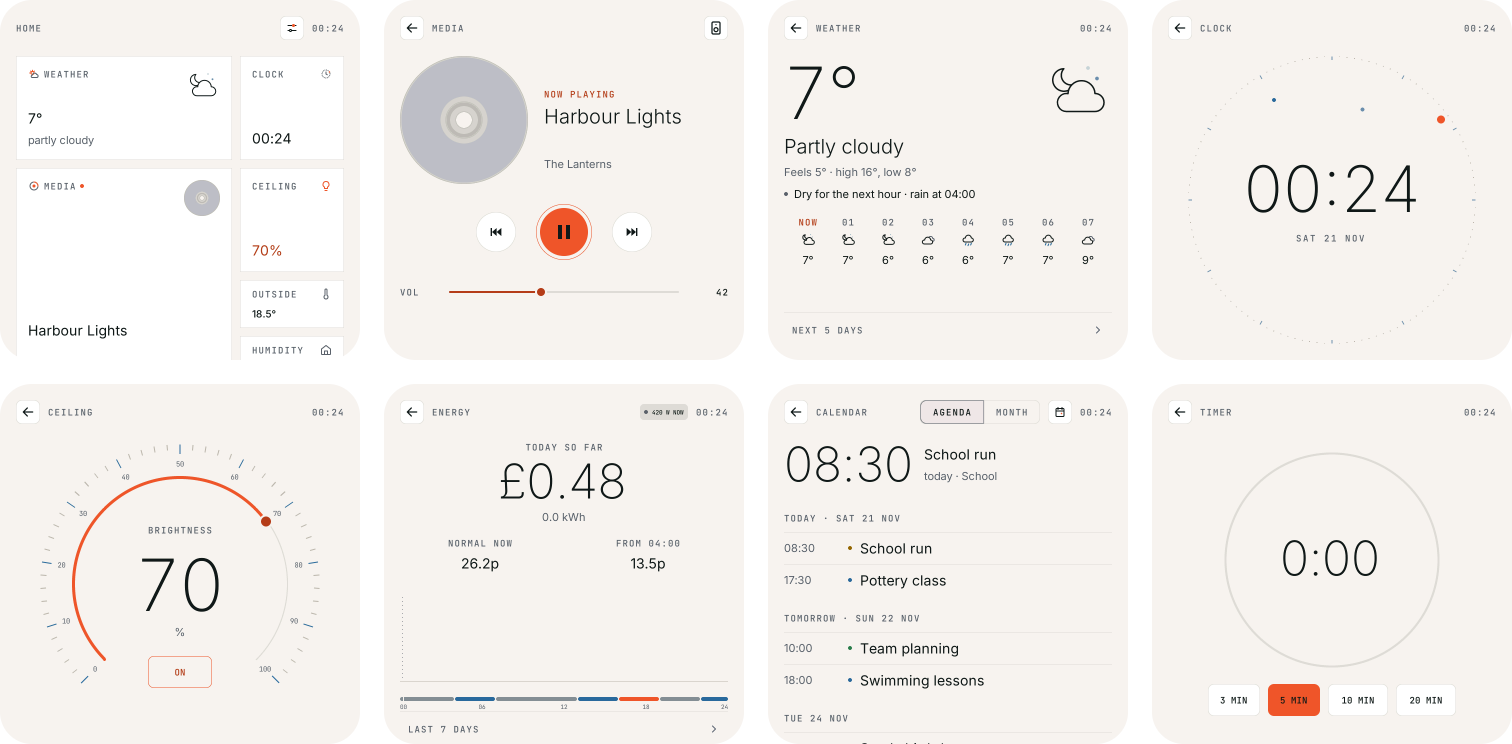 HOME
00:24
WEATHER
7°
partly cloudy
CLOCK
00:24
MEDIA
Harbour Lights
CEILING
70%
OUTSIDE
18.5°
HUMIDITY
MEDIA
NOW PLAYING
Harbour Lights
The Lanterns
VOL
42
WEATHER
00:24
7°
Partly cloudy
Feels 5° · high 16°, low 8°
Dry for the next hour · rain at 04:00
NOW 01 02 03 04 05 06 07
7° 7° 6° 6° 6° 7° 7° 9°
NEXT 5 DAYS
CLOCK
00:24
00:24
SAT 21 NOV
CEILING
00:24
0 10 20 30 40 50 60 70 80 90 100
BRIGHTNESS
70
%
ON
ENERGY
420 W NOW
00:24
TODAY SO FAR
£0.48
0.0 kWh
NORMAL NOW
26.2p
FROM 04:00
13.5p
00 06 12 18 24
LAST 7 DAYS
CALENDAR
AGENDA
MONTH
00:24
08:30
School run
today · School
TODAY · SAT 21 NOV
08:30 School run
17:30 Pottery class
TOMORROW · SUN 22 NOV
10:00 Team planning
18:00 Swimming lessons
TUE 24 NOV
TIMER
00:24
0:00
3 MIN
5 MIN
10 MIN
20 MIN